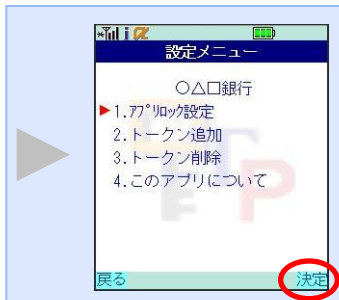 設定メニュー
○△□銀行
1.ｱﾌﾟﾘﾛｯｸ設定
2.トークン追加
3.トークン削除
4.このアプリについて
戻る 決定